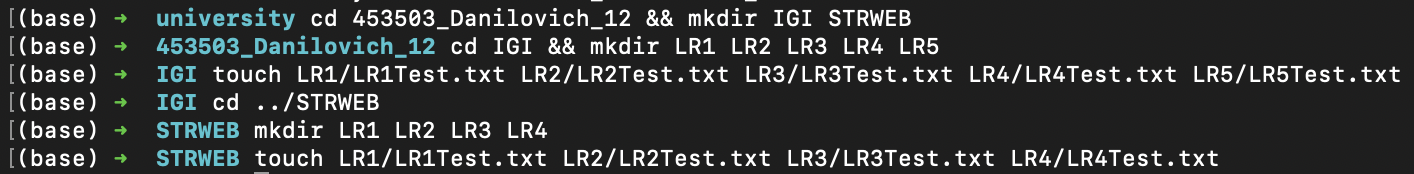 [(base) ➜ university cd 453503_Danilovich_12 && mkdir IGI STRWEB
[(base) ➜ 453503_Danilovich_12 cd IGI && mkdir LR1 LR2 LR3 LR4 LR5
[(base) ➜ IGI touch LR1/LR1Test.txt LR2/LR2Test.txt LR3/LR3Test.txt LR4/LR4Test.txt LR5/LR5Test.txt
[(base) ➜ IGI cd ../STRWEB
[(base) ➜ STRWEB mkdir LR1 LR2 LR3 LR4
[(base) ➜ STRWEB touch LR1/LR1Test.txt LR2/LR2Test.txt LR3/LR3Test.txt LR4/LR4Test.txt